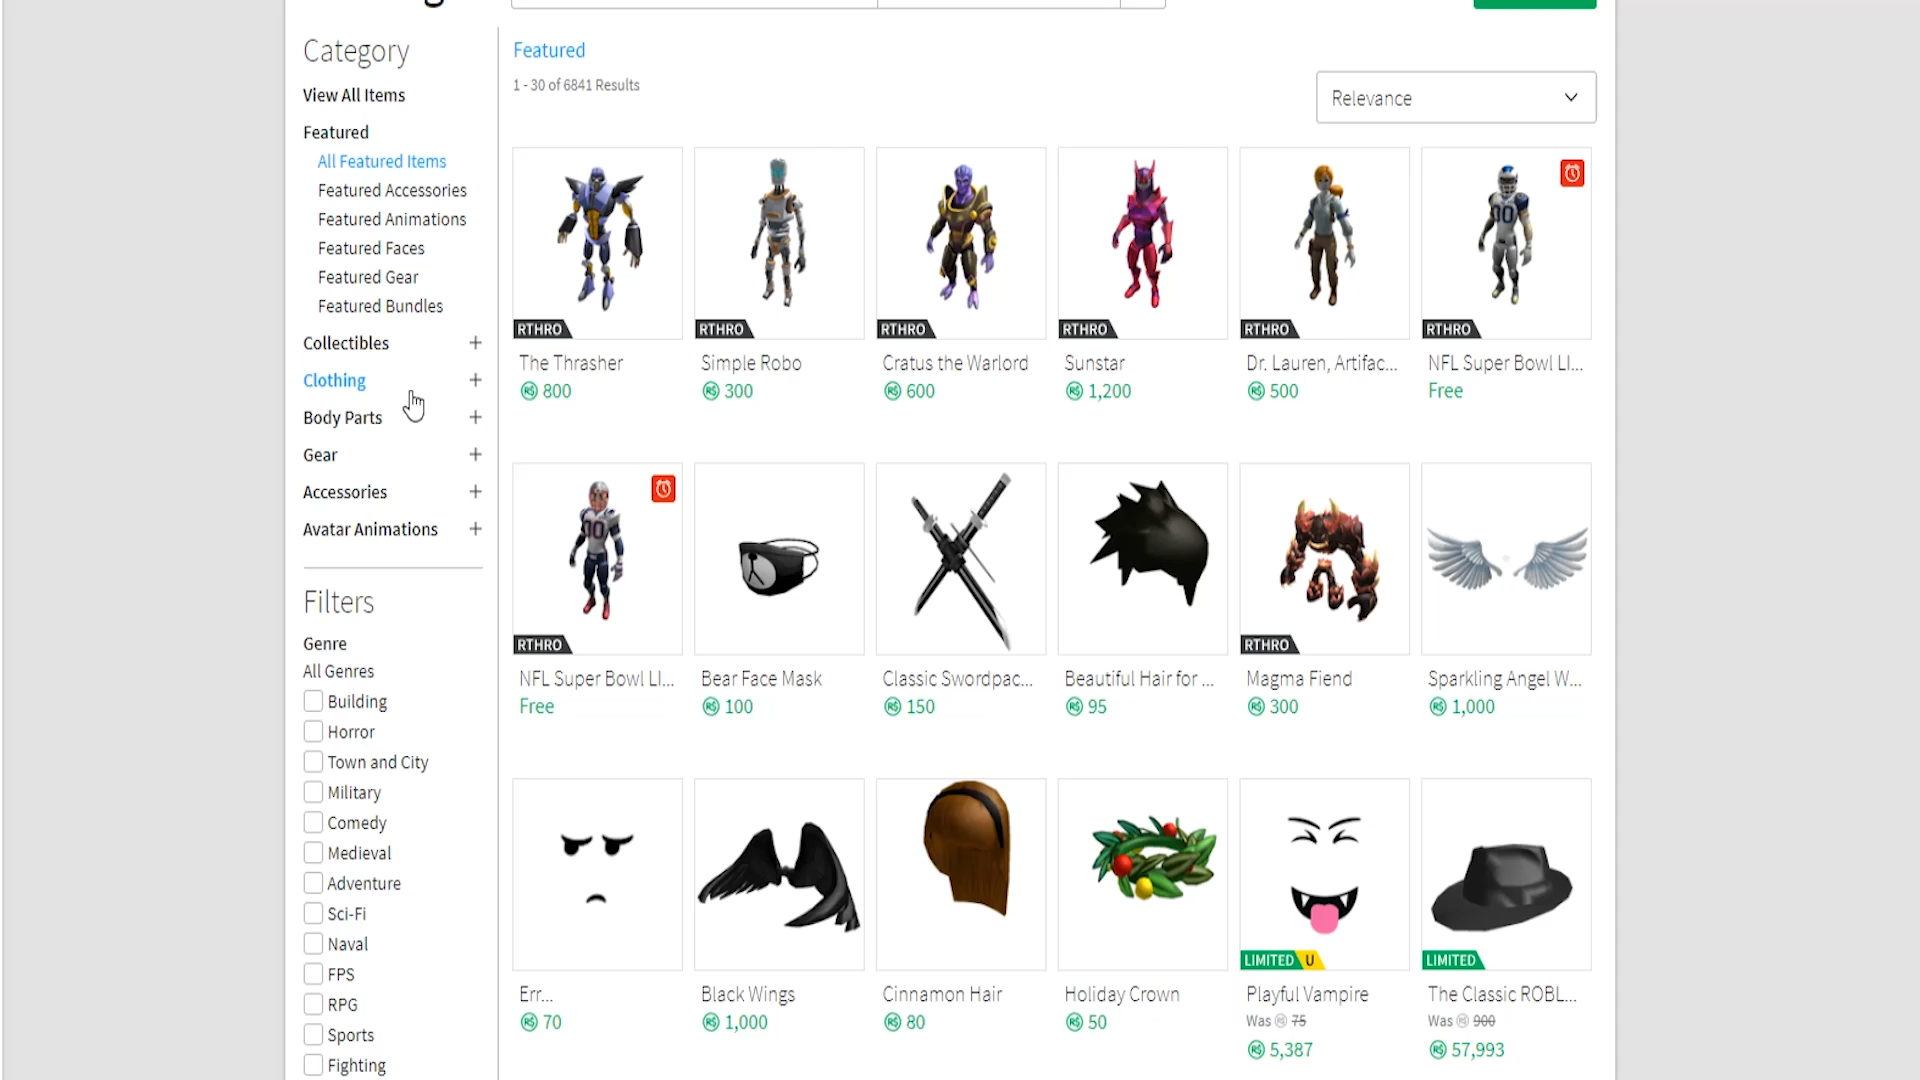 Category
View All Items
Featured
All Featured Items
Featured Accessories
Featured Animations
Featured Faces
Featured Gear
Featured Bundles
Collectibles +
Clothing +
Body Parts +
Gear +
Accessories +
Avatar Animations +
Filters
Genre
All Genres
Building
Horror
Town and City
Military
Comedy
Medieval
Adventure
Sci-Fi
Naval
FPS
RPG
Sports
Fighting
Featured
1 - 30 of 6841 Results
Relevance
RTHRO
The Thrasher
R$ 800
RTHRO
Simple Robo
R$ 300
RTHRO
Cratus the Warlord
R$ 600
RTHRO
Sunstar
R$ 1,200
RTHRO
Dr. Lauren, Artifac...
R$ 500
00
RTHRO
NFL Super Bowl LI...
Free
00
RTHRO
NFL Super Bowl LI...
Free
Bear Face Mask
R$ 100
Classic Swordpac...
R$ 150
Beautiful Hair for ...
R$ 95
RTHRO
Magma Fiend
R$ 300
Sparkling Angel W...
R$ 1,000
Err...
R$ 70
Black Wings
R$ 1,000
Cinnamon Hair
R$ 80
Holiday Crown
R$ 50
LIMITED U
Playful Vampire
Was R$ 75
R$ 5,387
LIMITED
The Classic ROBL...
Was R$ 900
R$ 57,993